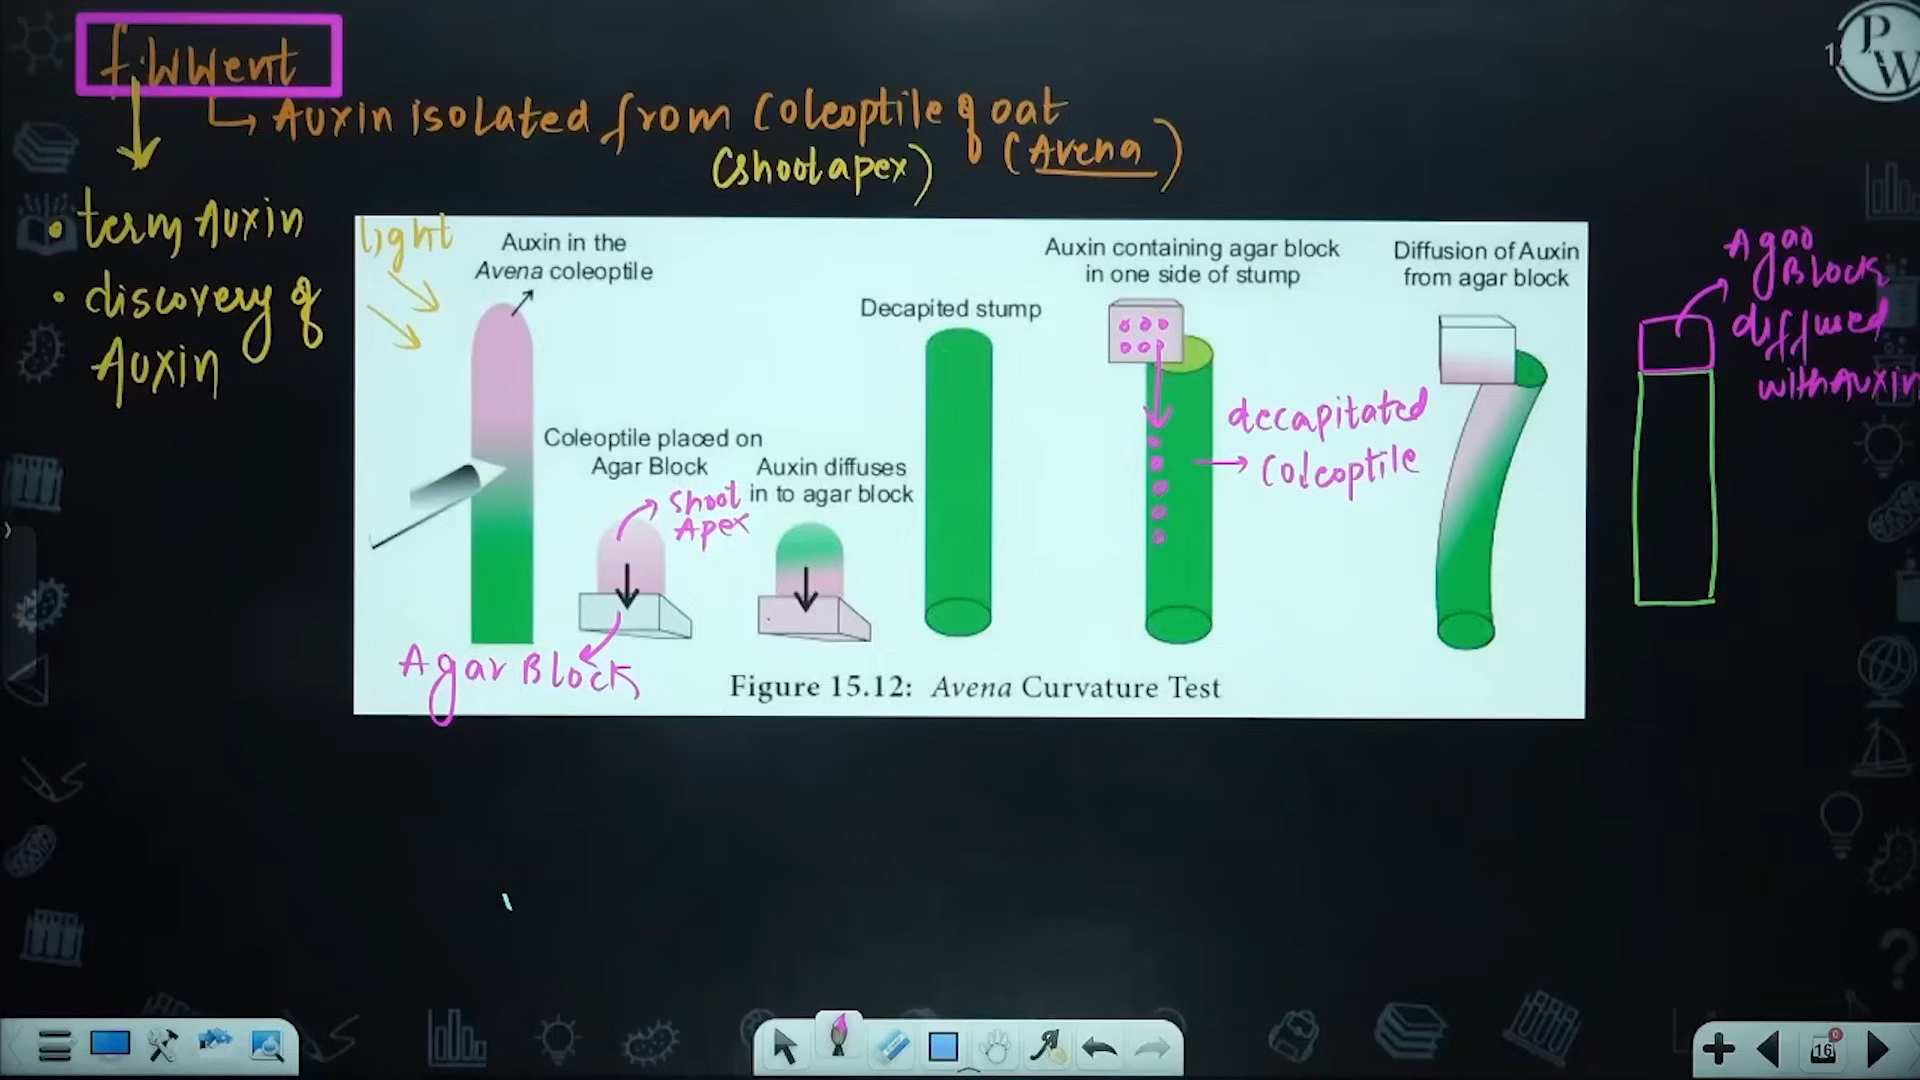 f.W Went
↳ Auxin isolated from Coleoptile of oat
(shoot apex) (Avena)
• term Auxin
• discovery of
Auxin
light
Auxin in the
Avena coleoptile
Coleoptile placed on
Agar Block
Shoot
Apex
Agar Block
Auxin diffuses
in to agar block
Decapited stump
Auxin containing agar block
in one side of stump
decapitated
Coleoptile
Diffusion of Auxin
from agar block
Agar
Block
diffused
with Auxin
Figure 15.12: Avena Curvature Test
PW
16
0